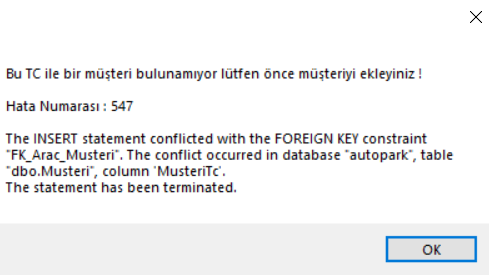 Bu TC ile bir müşteri bulunamıyor lütfen önce müşteriyi ekleyiniz !
Hata Numarası : 547
The INSERT statement conflicted with the FOREIGN KEY constraint
"FK_Arac_Musteri". The conflict occurred in database "autopark", table
"dbo.Musteri", column 'MusteriTc'.
The statement has been terminated.
OK